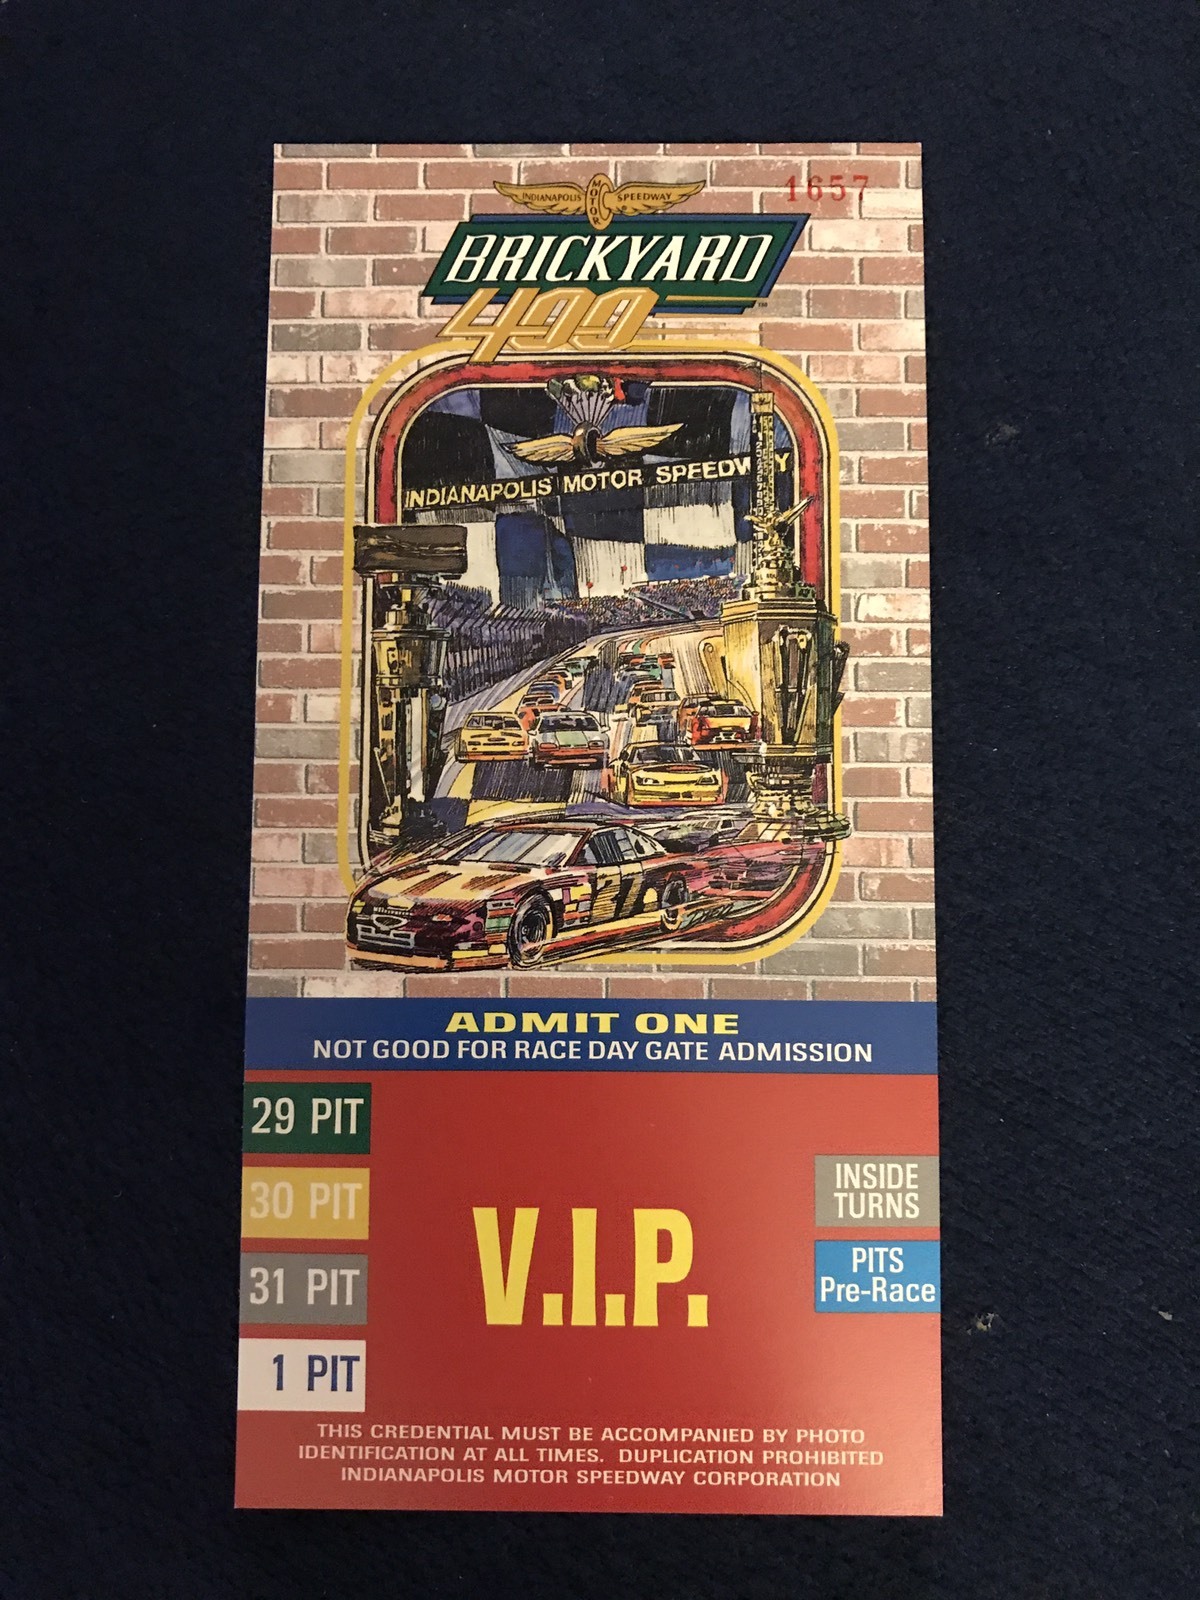 1657
INDIANAPOLIS MOTOR SPEEDWAY
BRICKYARD
400
INDIANAPOLIS MOTOR SPEEDWAY
ADMIT ONE
NOT GOOD FOR RACE DAY GATE ADMISSION
29 PIT
30 PIT
31 PIT
1 PIT
V.I.P.
INSIDE
TURNS
PITS
Pre-Race
THIS CREDENTIAL MUST BE ACCOMPANIED BY PHOTO
IDENTIFICATION AT ALL TIMES. DUPLICATION PROHIBITED
INDIANAPOLIS MOTOR SPEEDWAY CORPORATION